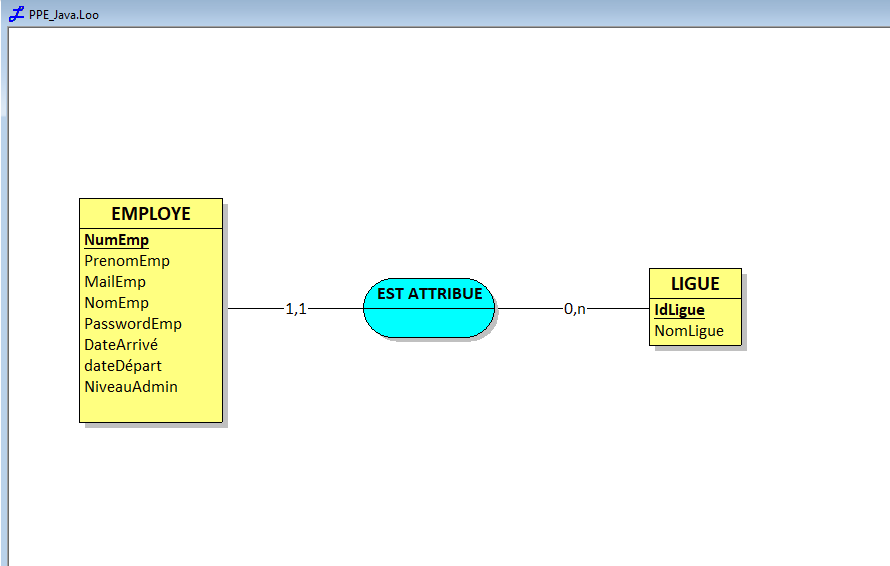 PPE_Java.Loo
EMPLOYE
NumEmp
PrenomEmp
MailEmp
NomEmp
PasswordEmp
DateArrivé
dateDépart
NiveauAdmin
1,1
EST ATTRIBUE
0,n
LIGUE
IdLigue
NomLigue